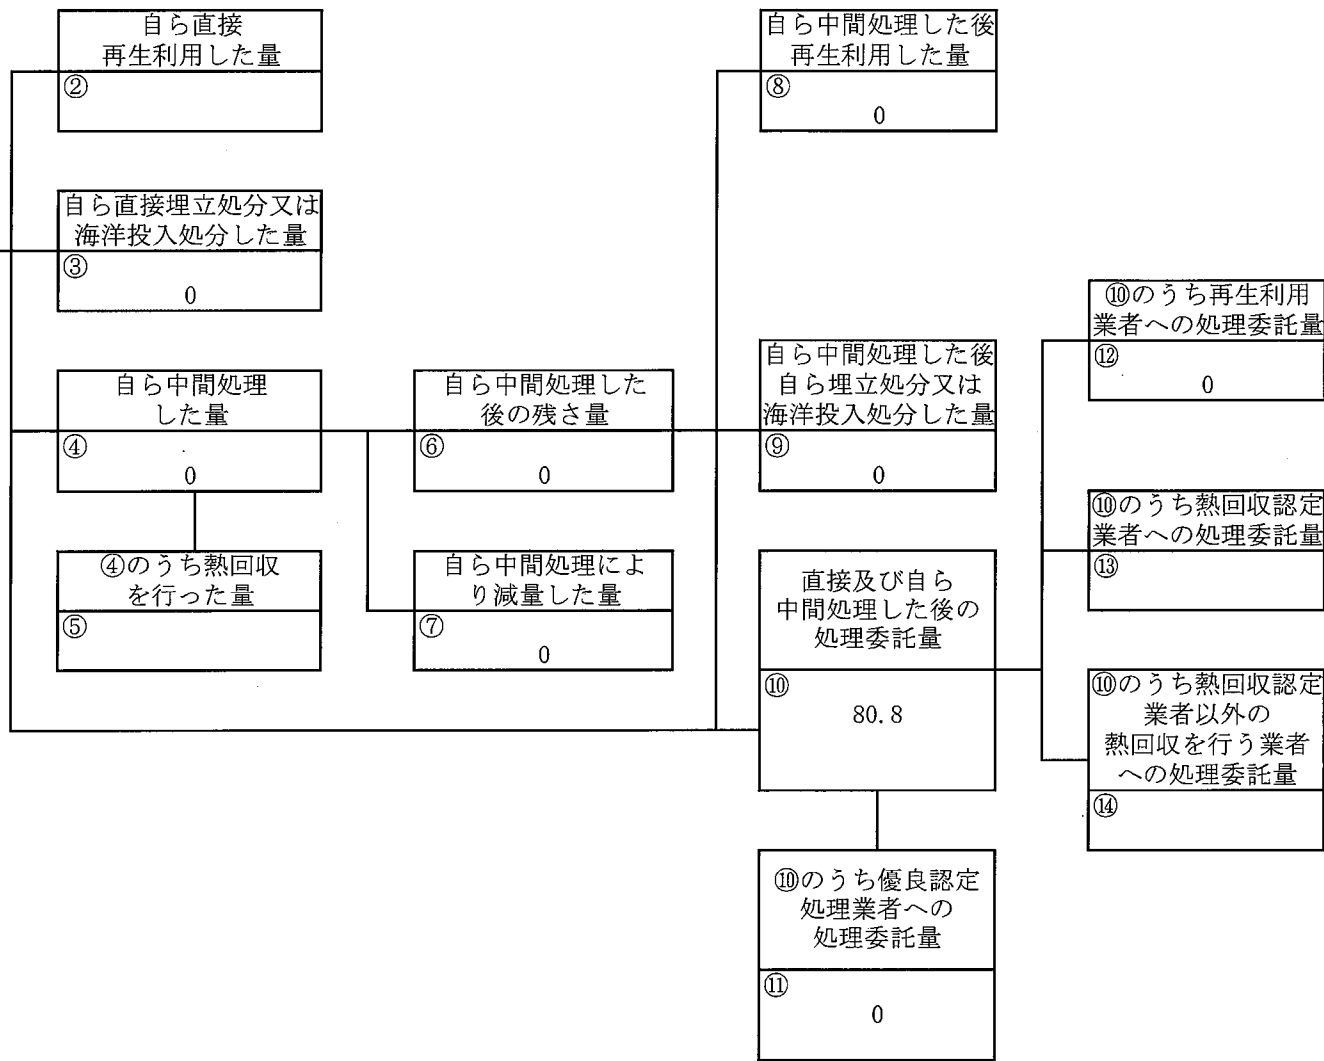 自ら直接
再生利用した量
②
自ら直接埋立処分又は
海洋投入処分した量
③
0
自ら中間処理
した量
④
0
④のうち熱回収
を行った量
⑤
自ら中間処理した
後の残さ量
⑥
0
自ら中間処理によ
り減量した量
⑦
0
自ら中間処理した後
再生利用した量
⑧
0
自ら中間処理した後
自ら埋立処分又は
海洋投入処分した量
⑨
0
直接及び自ら
中間処理した後の
処理委託量
⑩
80.8
⑩のうち優良認定
処理業者への
処理委託量
⑪
0
⑩のうち再生利用
業者への処理委託量
⑫
0
⑩のうち熱回収認定
業者への処理委託量
⑬
⑩のうち熱回収認定
業者以外の
熱回収を行う業者
への処理委託量
⑭